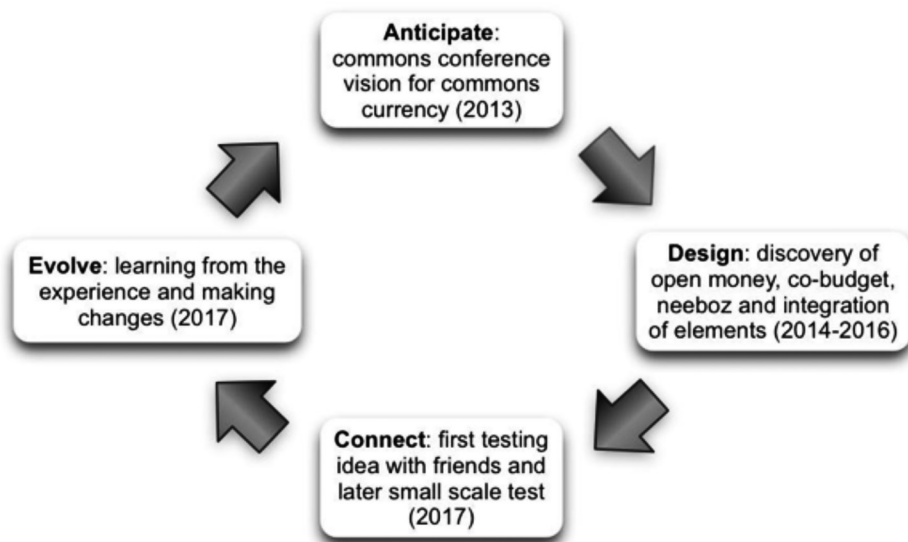 Anticipate:
commons conference
vision for commons
currency (2013)
Design: discovery of
open money, co-budget,
neeboz and integration
of elements (2014-2016)
Connect: first testing
idea with friends and
later small scale test
(2017)
Evolve: learning from the
experience and making
changes (2017)